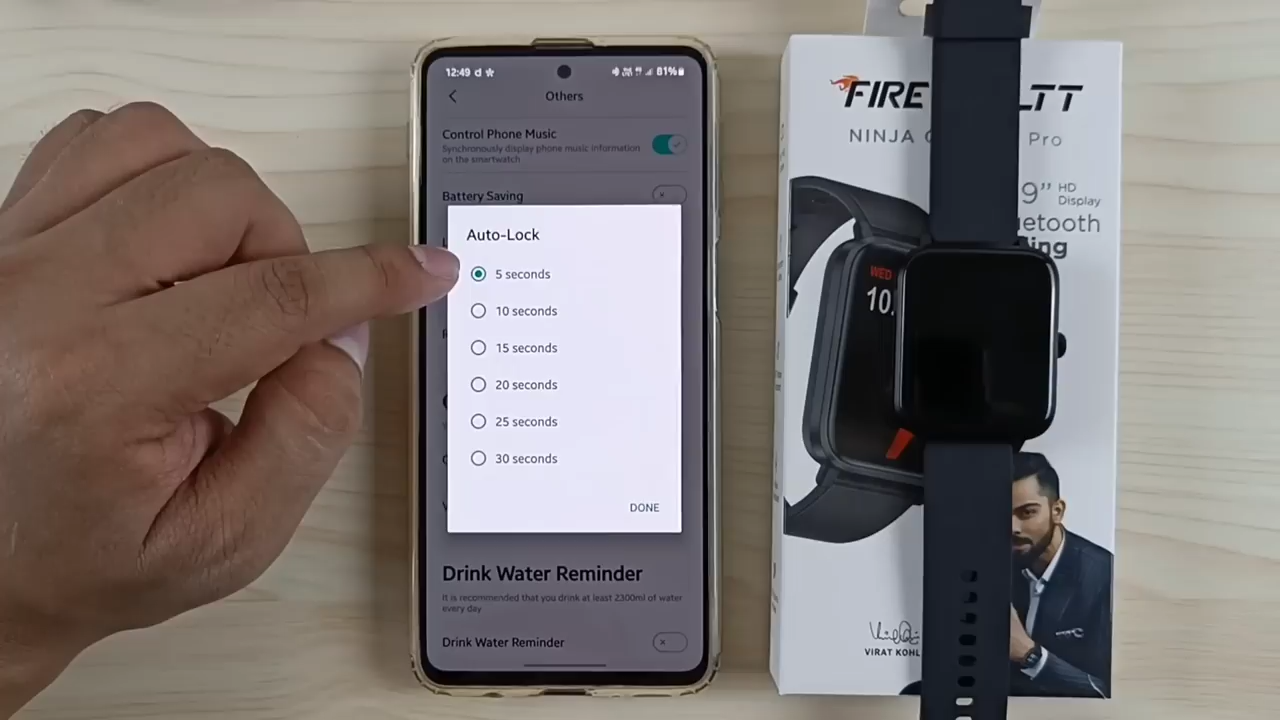 12:49 81%
Others
Control Phone Music
Synchronously display phone music information
on the smartwatch
Battery Saving
Auto-Lock
5 seconds
10 seconds
15 seconds
20 seconds
25 seconds
30 seconds
DONE
Drink Water Reminder
It is recommended that you drink at least 2300ml of water
every day
Drink Water Reminder
FIRE LTT
NINJA Pro
9” HD
Display
uetooth
ing
WED
10
VIRAT KOHL